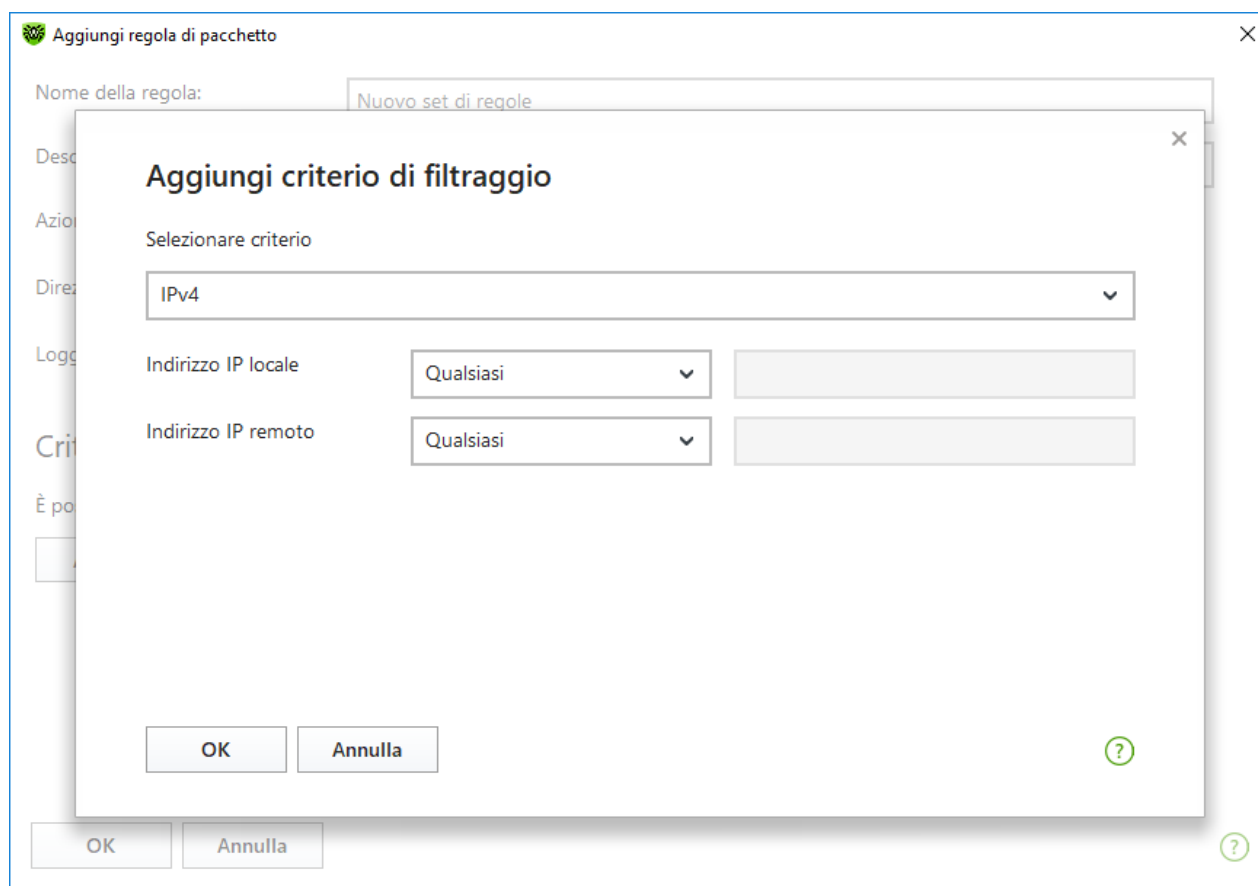 Aggiungi regola di pacchetto
Nome della regola:
Nuovo set di regole
Aggiungi criterio di filtraggio
Selezionare criterio
IPv4
Indirizzo IP locale
Qualsiasi
Indirizzo IP remoto
Qualsiasi
È po
OK
Annulla
?
OK
Annulla
?